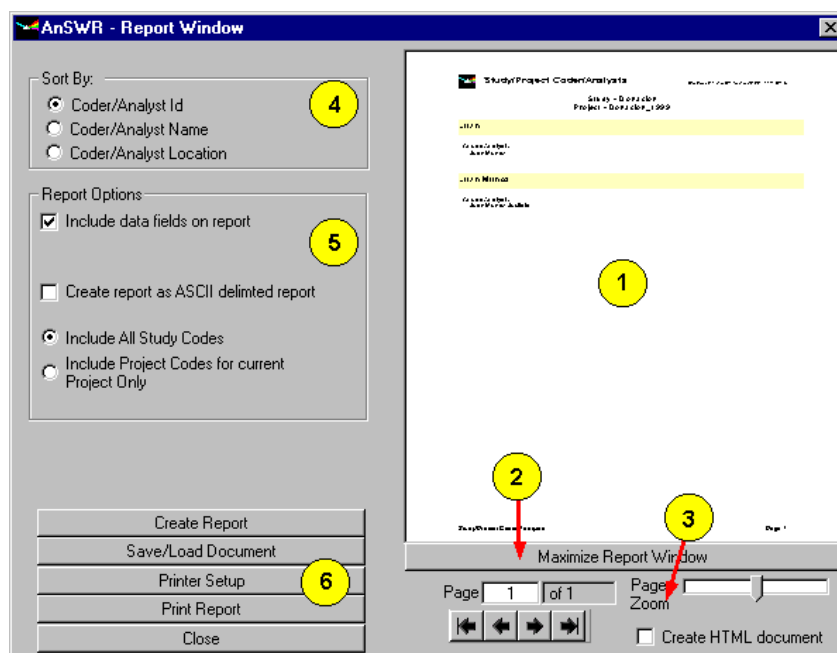 AnSWR - Report Window
Sort By:
4
Coder/Analyst Id
Coder/Analyst Name
Coder/Analyst Location
Report Options
Include data fields on report
5
Create report as ASCII delimted report
Include All Study Codes
Include Project Codes for current
Project Only
Create Report
Save/Load Document
Printer Setup
6
Print Report
Close
Study/Project Coder/Analysts
1
2
3
Page 1
Maximize Report Window
Page 1 of 1
Page
Zoom
Create HTML document